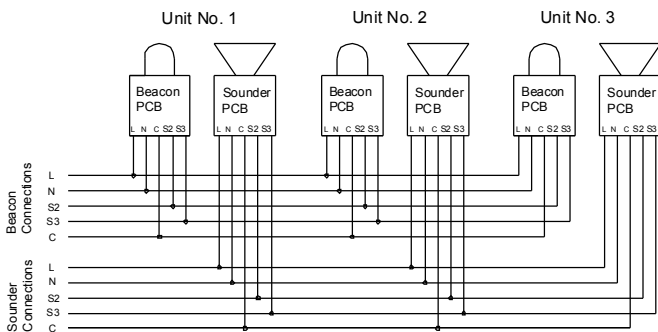 Unit No. 1 Unit No. 2 Unit No. 3
Beacon PCB Sounder PCB Beacon PCB Sounder PCB Beacon PCB Sounder PCB
L N C S2 S3 L N C S2 S3 L N C S2 S3 L N C S2 S3 L N C S2 S3 L N C S2 S3
Beacon Connections
L
N
S2
S3
C
Sounder Connections
L
N
S2
S3
C